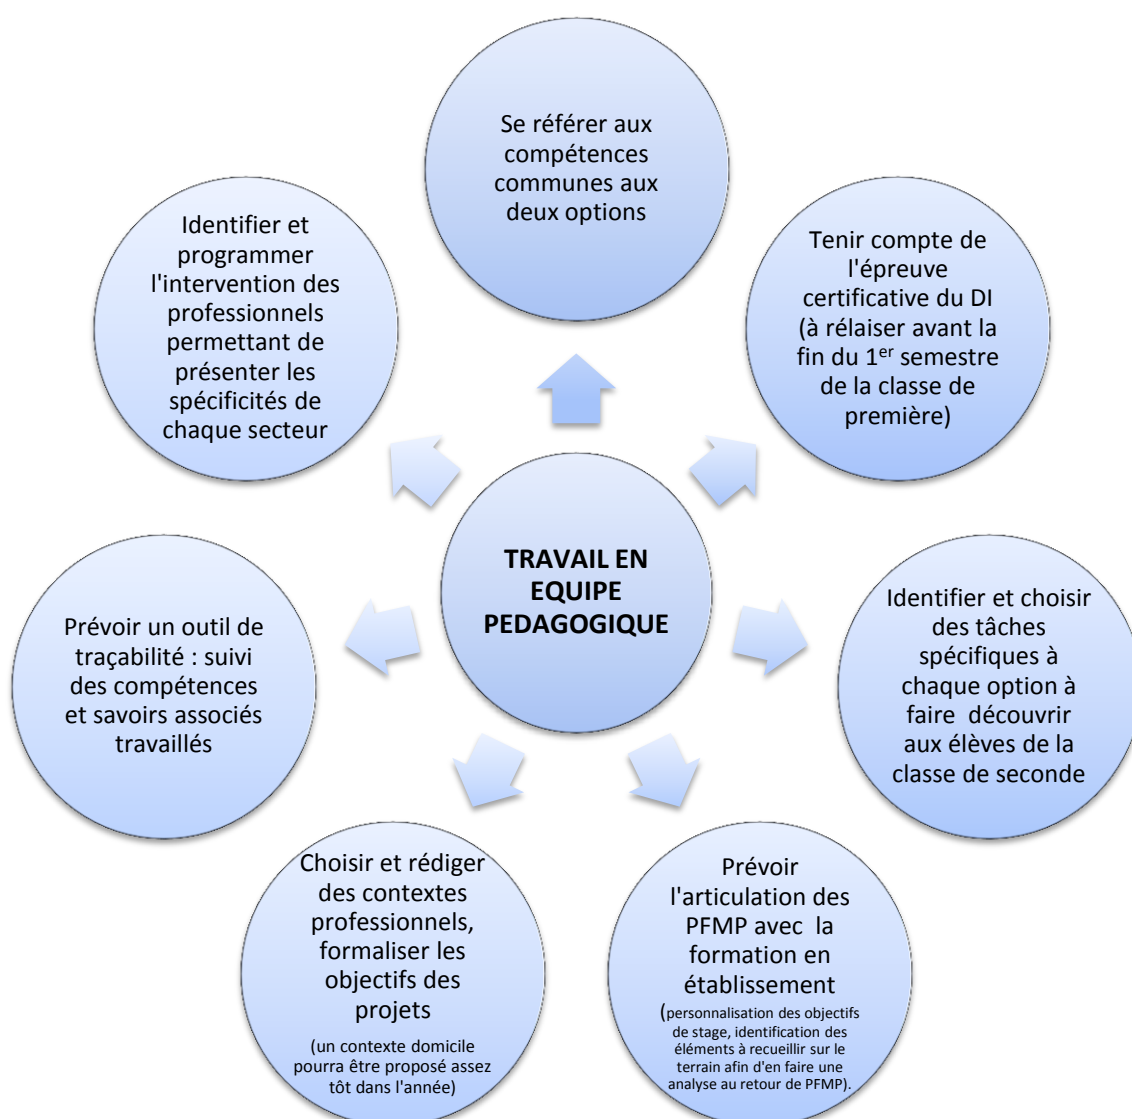 Se référer aux
compétences
communes aux
deux options
Tenir compte de
l'épreuve
certificative du DI
(à rélaiser avant la
fin du 1er semestre
de la classe de
première)
Identifier et choisir
des tâches
spécifiques à
chaque option à
faire découvrir
aux élèves de la
classe de seconde
Prévoir
l'articulation des
PFMP avec la
formation en
établissement
(personnalisation des objectifs
de stage, identification des
éléments à recueillir sur le
terrain afin d'en faire une
analyse au retour de PFMP).
Choisir et rédiger
des contextes
professionnels,
formaliser les
objectifs des
projets
(un contexte domicile
pourra être proposé assez
tôt dans l'année)
Prévoir un outil de
traçabilité : suivi
des compétences
et savoirs associés
travaillés
Identifier et
programmer
l'intervention des
professionnels
permettant de
présenter les
spécificités de
chaque secteur
TRAVAIL EN
EQUIPE
PEDAGOGIQUE